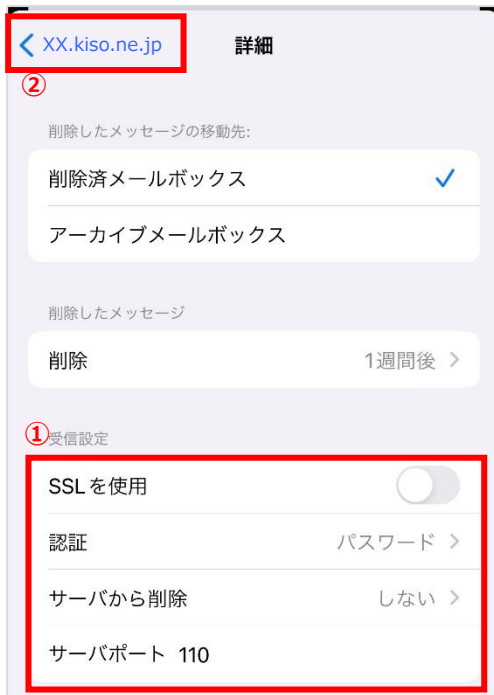 XX.kiso.ne.jp 詳細
②
削除したメッセージの移動先:
削除済メールボックス
アーカイブメールボックス
削除したメッセージ
削除 1週間後
①受信設定
SSLを使用
認証 パスワード
サーバから削除 しない
サーバポート 110